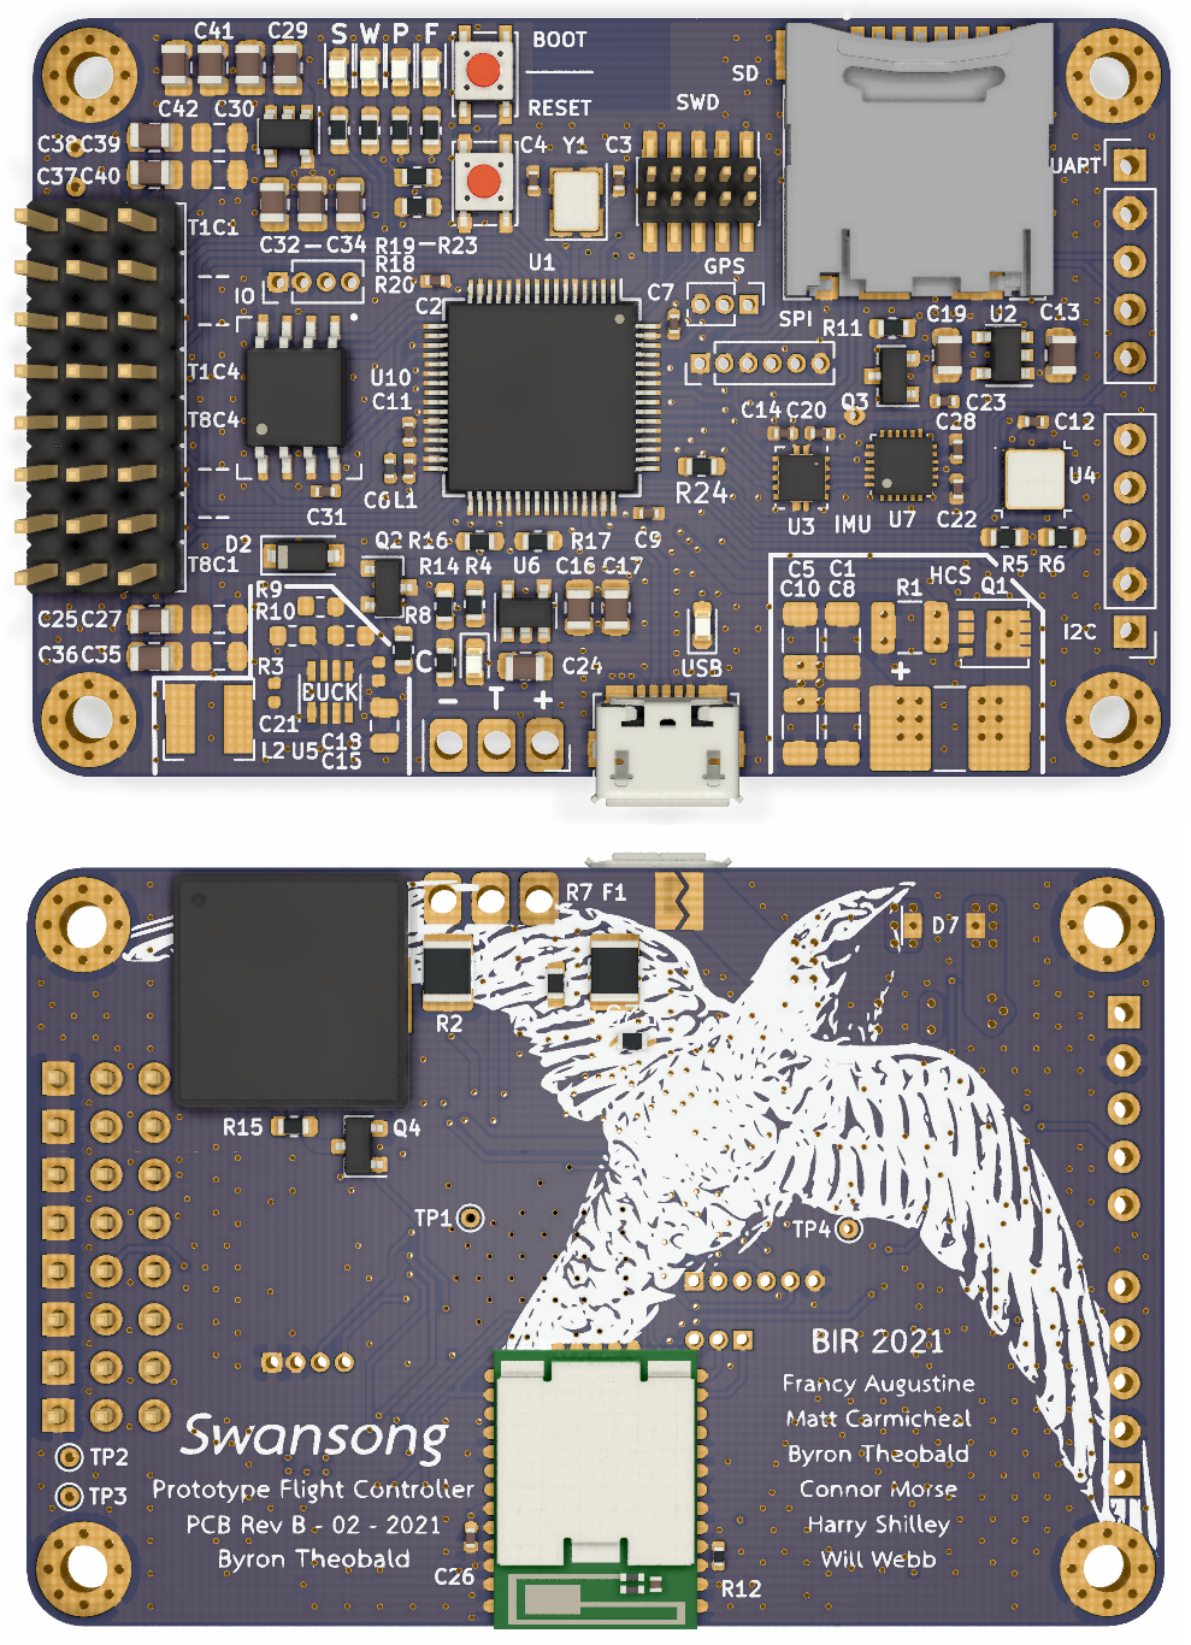 C41 C29 S W P F BOOT
SD
C42 C30 RESET SWD
C38 C39 C4 Y1 C3
UART
C37 C40
T1C1
C32-C34 R19-R23
R18
U1
GPS
R20
IO
C2 C7
SPI R11 C19 U2 C13
T1C4 U10
C11
T8C4
Q3 C23
C14 C20 C28 C12
C6 L1 R24 U4
C31 U3 IMU U7 C22
D2 Q2 R16 R17 C9
T8C1 R14 R4 U6 C16 C17 C5 C1 HCS R5 R6
R9
C10 C8 R1 Q1
R10 R8
C25 C27
I2C
C36 C35 R3 C C24 USB +
BUCK - T +
C21
L2 U5 C18
C15
R7 F1 D7
R2
R15 Q4
TP1 TP4
BIR 2021
Francy Augustine
Matt Carmicheal
Byron Theobald
Connor Morse
Harry Shilley
Will Webb
Swansong
TP2
TP3 Prototype Flight Controller
PCB Rev B - 02 - 2021
Byron Theobald
C26 R12